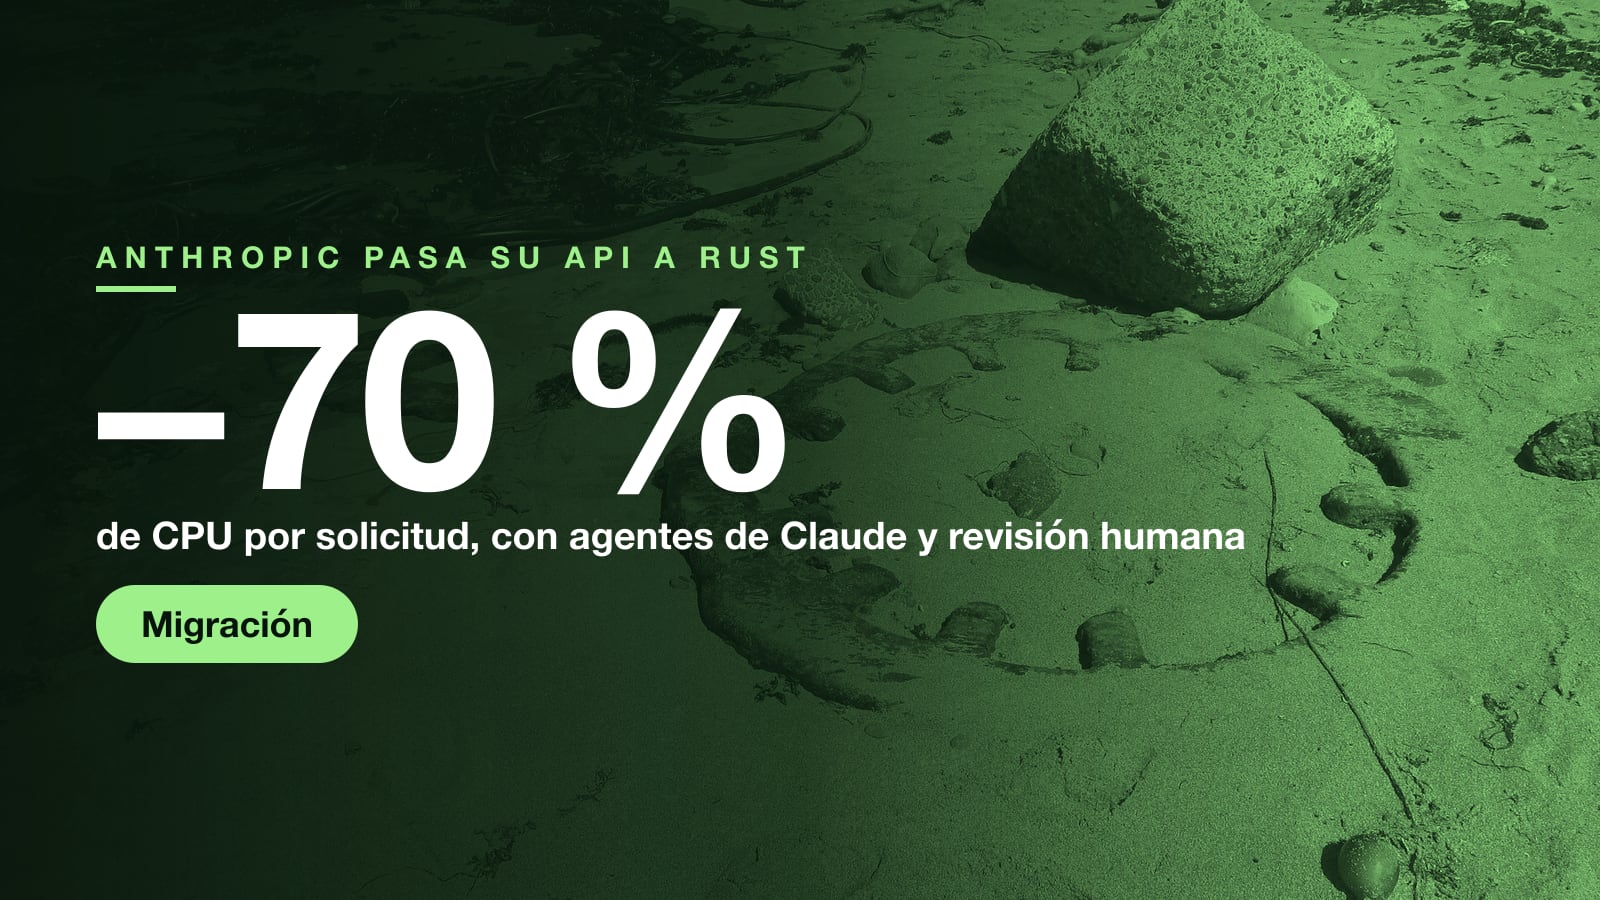 ANTHROPIC PASA SU API A RUST
–70 %
de CPU por solicitud, con agentes de Claude y revisión humana
Migración